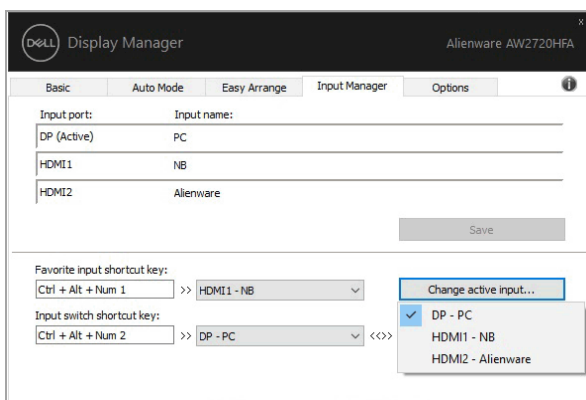 x
DELL Display Manager Alienware AW2720HFA
Basic Auto Mode Easy Arrange Input Manager Options i
Input port: Input name:
DP (Active) PC
HDMI1 NB
HDMI2 Alienware
Save
Favorite input shortcut key:
Ctrl + Alt + Num 1 >> HDMI1 - NB Change active input...
Input switch shortcut key:
DP - PC
Ctrl + Alt + Num 2 >> DP - PC <<>>
HDMI1 - NB
HDMI2 - Alienware